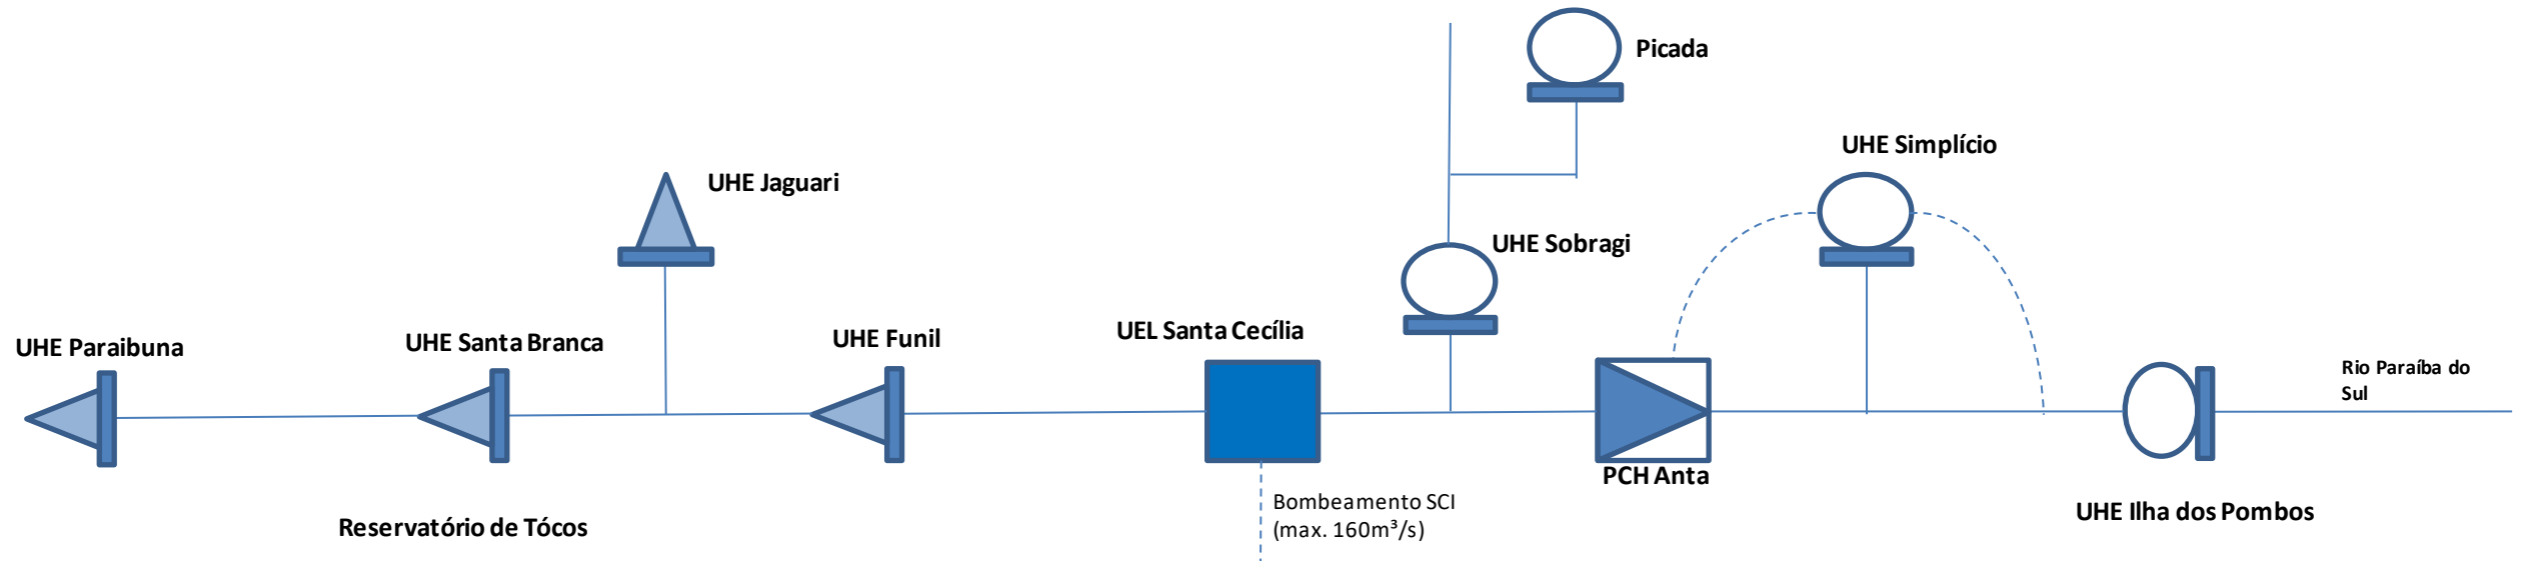 Picada
UHE Simplício
UHE Jaguari
UHE Sobragi
UHE Paraibuna
UHE Santa Branca
UHE Funil
UEL Santa Cecília
Rio Paraíba do
Sul
PCH Anta
Bombeamento SCI
(max. 160m³/s)
Reservatório de Tócos
UHE Ilha dos Pombos